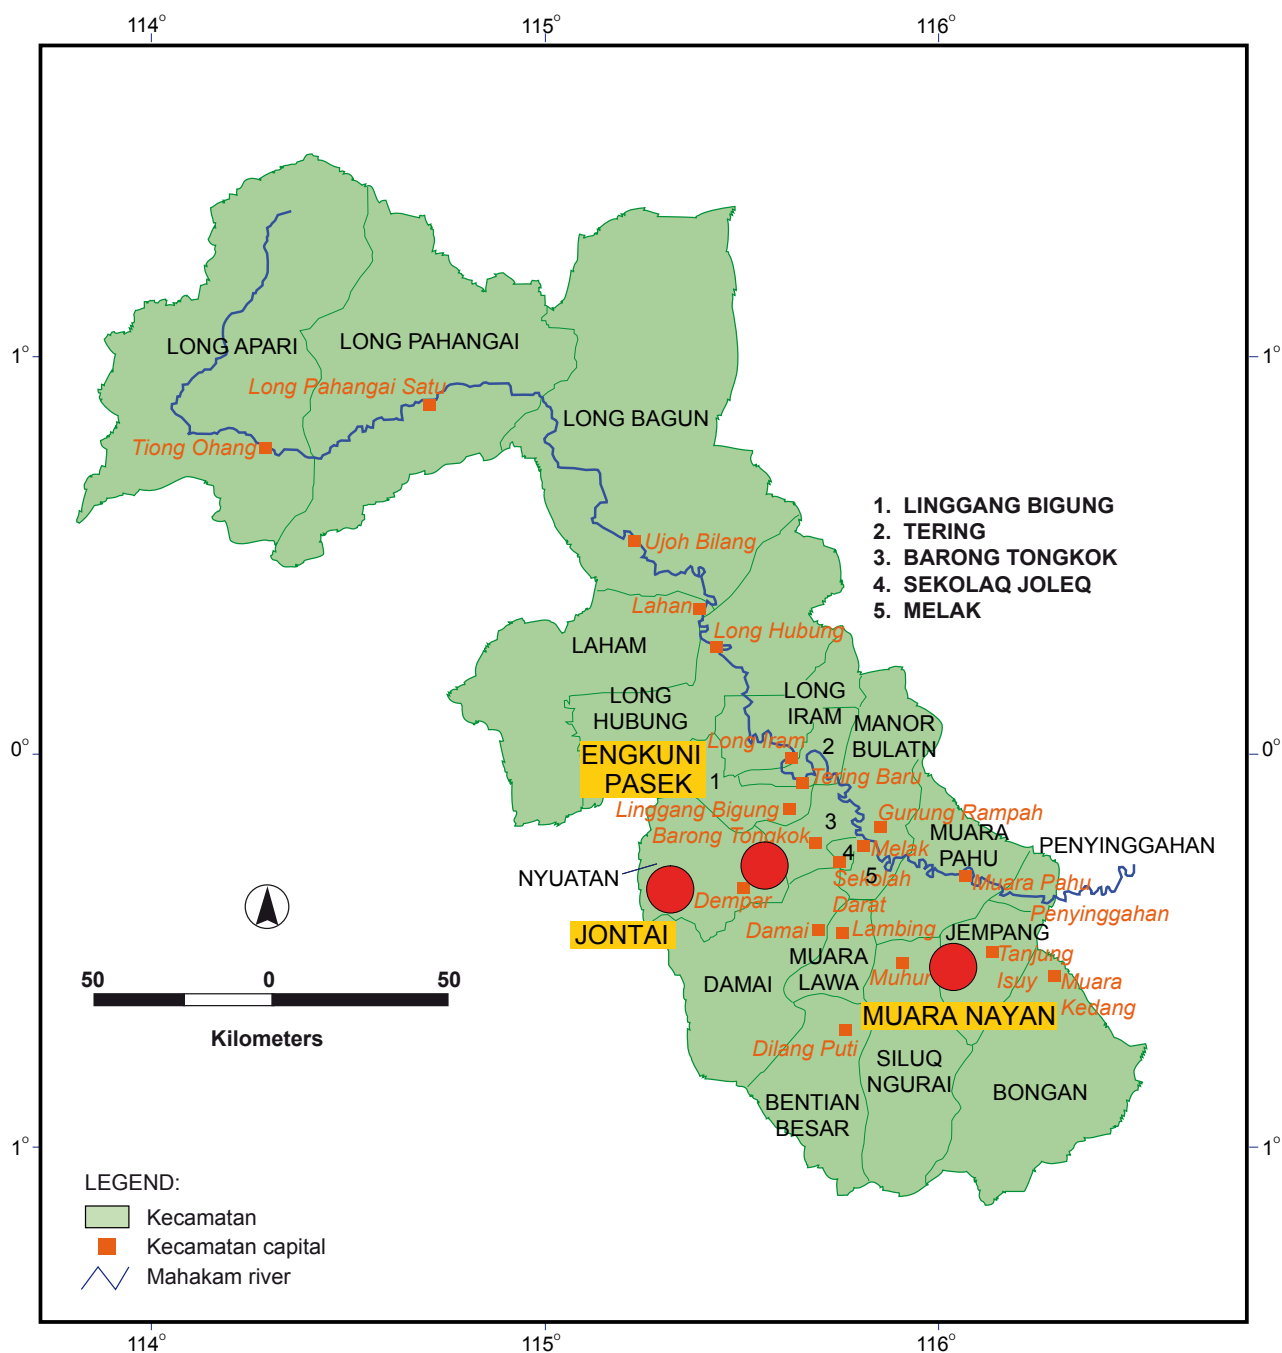 114° 115° 116°
LONG APARI
LONG PAHANGAI
1° 1°
Long Pahangai Satu
LONG BAGUN
Tiong Ohang
1. LINGGANG BIGUNG
2. TERING
3. BARONG TONGKOK
4. SEKOLAQ JOLEQ
5. MELAK
Ujoh Bilang
Lahan
Long Hubung
LAHAM
LONG
HUBUNG
LONG
IRAM
MANOR
BULATN
Long Iram
2
0° 0°
ENGKUNI
PASEK
1
Tering Baru
Linggang Bigung
3
Gunung Rampah
Barong Tongkok
MUARA
PAHU
PENYINGGAHAN
4
Melak
5
NYUATAN
Sekolah
Darat
Muara Pahu
Dempar
Penyinggahan
JONTAI
Damai
Lambing
JEMPANG
Tanjung
Isuy
MUARA
LAWA
Muhur
DAMAI
Muara
Kedang
MUARA NAYAN
50 0 50
Kilometers
Dilang Puti
SILUQ
NGURAI
BONGAN
BENTIAN
BESAR
1° 1°
LEGEND:
Kecamatan
Kecamatan capital
Mahakam river
114° 115° 116°